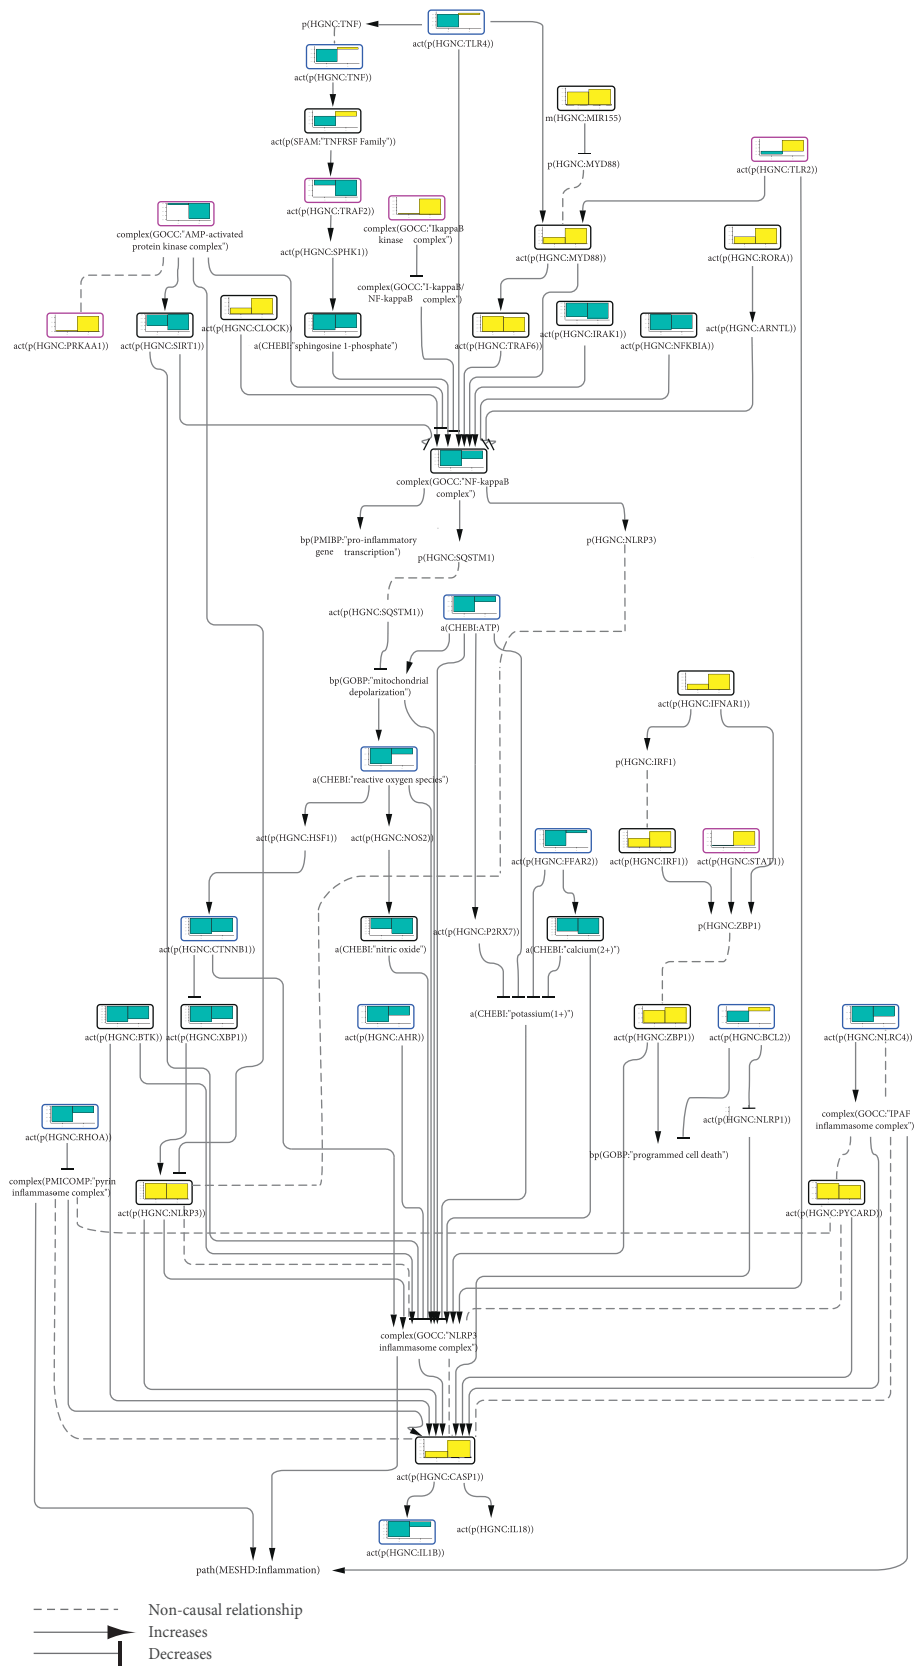 p(HGNC:TNF)
act(p(HGNC:TLR4)
act(p(HGNC:TNF))
m(HGNC:MIR155)
act(p(SFAM:"TNFRSF Family"))
p(HGNC:MYD88)
act(p(HGNC:TLR2))
act(p(HGNC:TRAF2))
complex(GOCC:"AMP-activated
protein kinase complex")
complex(GOCC:"IkappaB
kinase complex")
act(p(HGNC:SPHK1))
act(p(HGNC:MYD88))
act(p(HGNC:RORA))
complex(GOCC:"I-kappaB/
NF-kappaB complex")
act(p(HGNC:PRKAA1))
act(p(HGNC:SIRT1))
act(p(HGNC:CLOCK))
a(CHEBI:"sphingosine 1-phosphate")
act(p(HGNC:TRAF6))
act(p(HGNC:IRAK1))
act(p(HGNC:NFKBIA))
act(p(HGNC:ARNTL))
complex(GOCC:"NF-kappaB
complex")
bp(PMIBP:"pro-inflammatory
gene transcription")
p(HGNC:SQSTM1)
p(HGNC:NLRP3)
act(p(HGNC:SQSTM1))
a(CHEBI:ATP)
bp(GOBP:"mitochondrial
depolarization")
act(p(HGNC:IFNAR1))
a(CHEBI:"reactive oxygen species")
p(HGNC:IRF1)
act(p(HGNC:HSF1))
act(p(HGNC:NOS2))
act(p(HGNC:FFAR2))
act(p(HGNC:IRF1))
act(p(HGNC:STAT1))
act(p(HGNC:CTNNB1))
a(CHEBI:"nitric oxide")
act(p(HGNC:P2RX7))
a(CHEBI:"calcium(2+)")
p(HGNC:ZBP1)
a(CHEBI:"potassium(1+)")
act(p(HGNC:BTK))
act(p(HGNC:XBP1))
act(p(HGNC:AHR))
act(p(HGNC:ZBP1))
act(p(HGNC:BCL2))
act(p(HGNC:NLRC4))
act(p(HGNC:RHOA))
act(p(HGNC:NLRP1))
complex(GOCC:"IPAF
inflammasome complex")
bp(GOBP:"programmed cell death")
complex(PMICOMP:"pyrin
inflammasome complex")
act(p(HGNC:NLRP3))
act(p(HGNC:PYCARD))
complex(GOCC:"NLRP3
inflammasome complex")
act(p(HGNC:CASP1))
act(p(HGNC:IL1B))
act(p(HGNC:IL18))
path(MESHD:Inflammation)
Non-causal relationship
Increases
Decreases